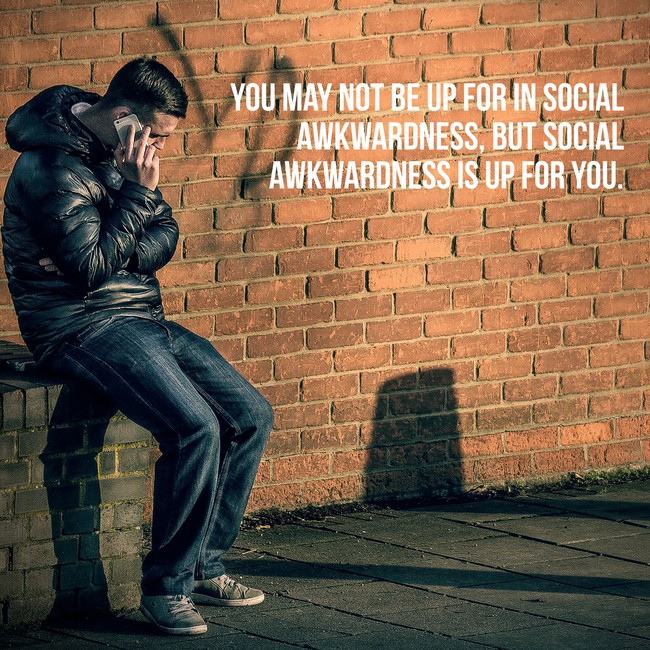 YOU MAY NOT BE UP FOR IN SOCIAL
AWKWARDNESS, BUT SOCIAL
AWKWARDNESS IS UP FOR YOU.